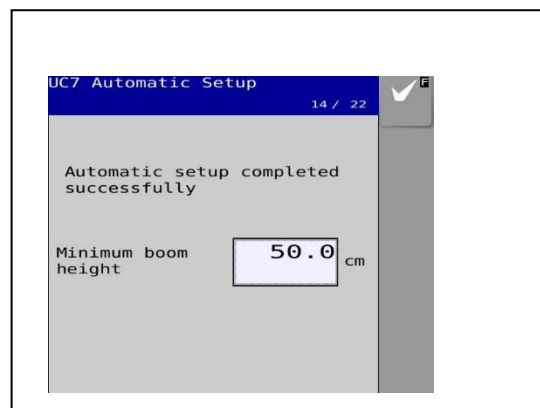 UC7 Automatic Setup
14/ 22
F
Automatic setup completed
successfully
Minimum boom
height
50.0
cm